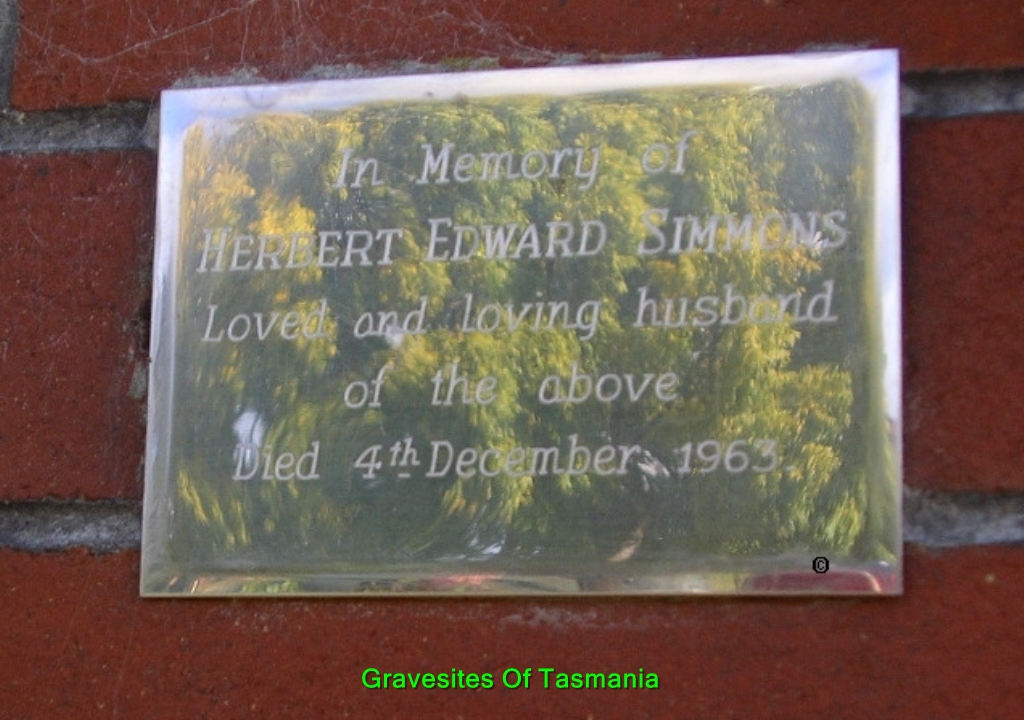 In Memory of
HERBERT EDWARD SIMMONS
Loved and loving husband
of the above
Died 4th December 1963.
©
Gravesites Of Tasmania